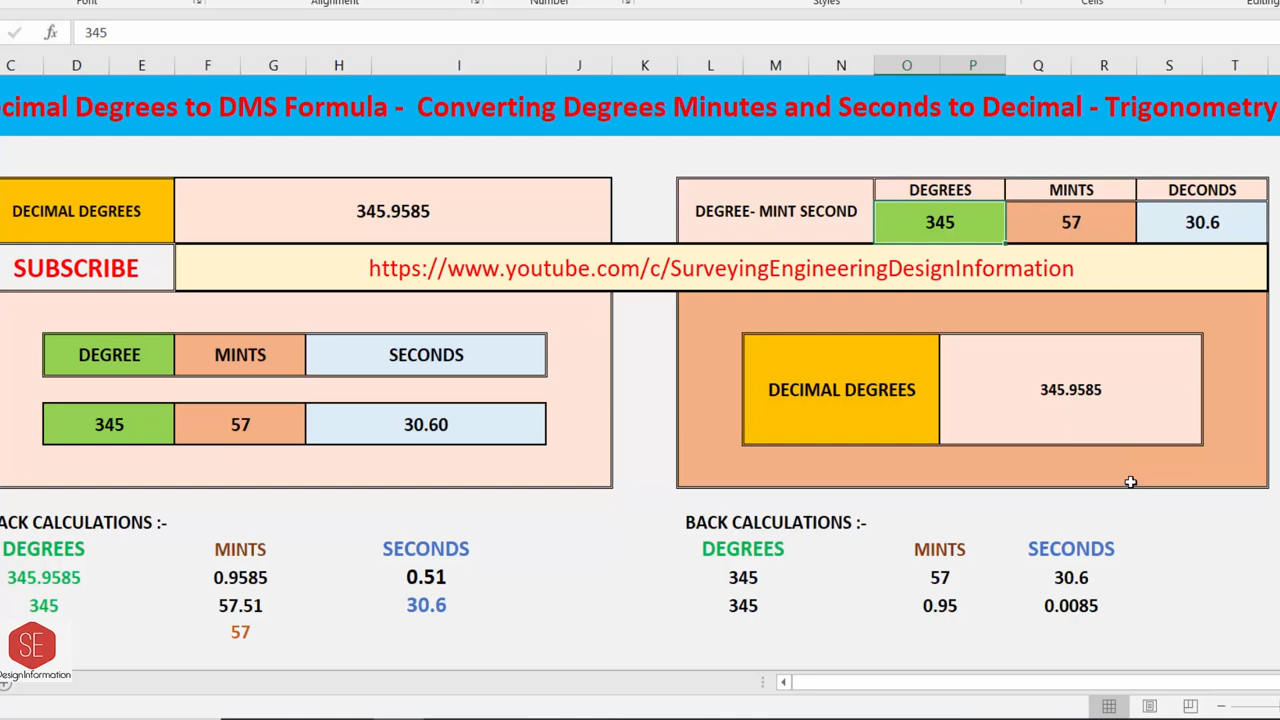 Font Alignment Number Styles Cells Editing
fx 345
C D E F G H I J K L M N O P Q R S T
cimal Degrees to DMS Formula - Converting Degrees Minutes and Seconds to Decimal - Trigonometry
DECIMAL DEGREES 345.9585
DEGREE- MINT SECOND DEGREES MINTS DECONDS
345 57 30.6
SUBSCRIBE https://www.youtube.com/c/SurveyingEngineeringDesignInformation
DEGREE MINTS SECONDS
345 57 30.60
DECIMAL DEGREES 345.9585
ACK CALCULATIONS :-
DEGREES MINTS SECONDS
345.9585 0.9585 0.51
345 57.51 30.6
57
BACK CALCULATIONS :-
DEGREES MINTS SECONDS
345 57 30.6
345 0.95 0.0085
SE
DesignInformation